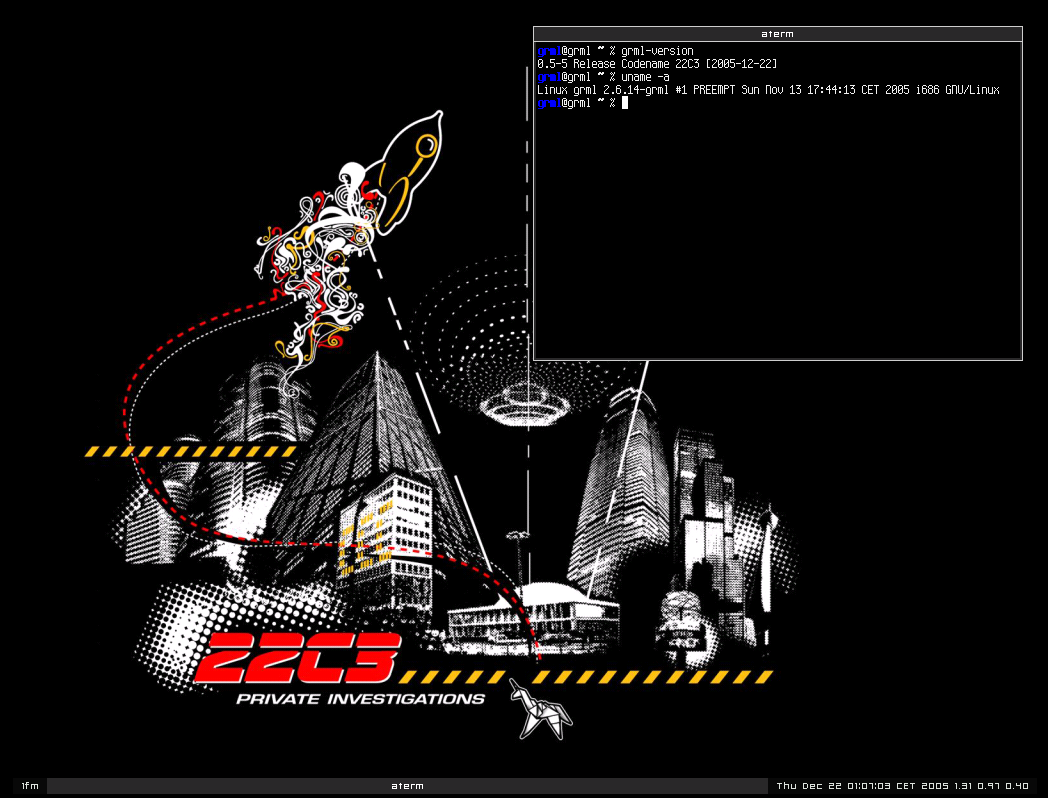 aterm
grml@grml ~ % grml-version
0.5-5 Release Codename 22C3 [2005-12-22]
grml@grml ~ % uname -a
Linux grml 2.6.14-grml #1 PREEMPT Sun Nov 13 17:44:13 CET 2005 i686 GNU/Linux
grml@grml ~ %
22C3
PRIVATE INVESTIGATIONS
1fm aterm Thu Dec 22 01:07:03 CET 2005 1.31 0.97 0.40